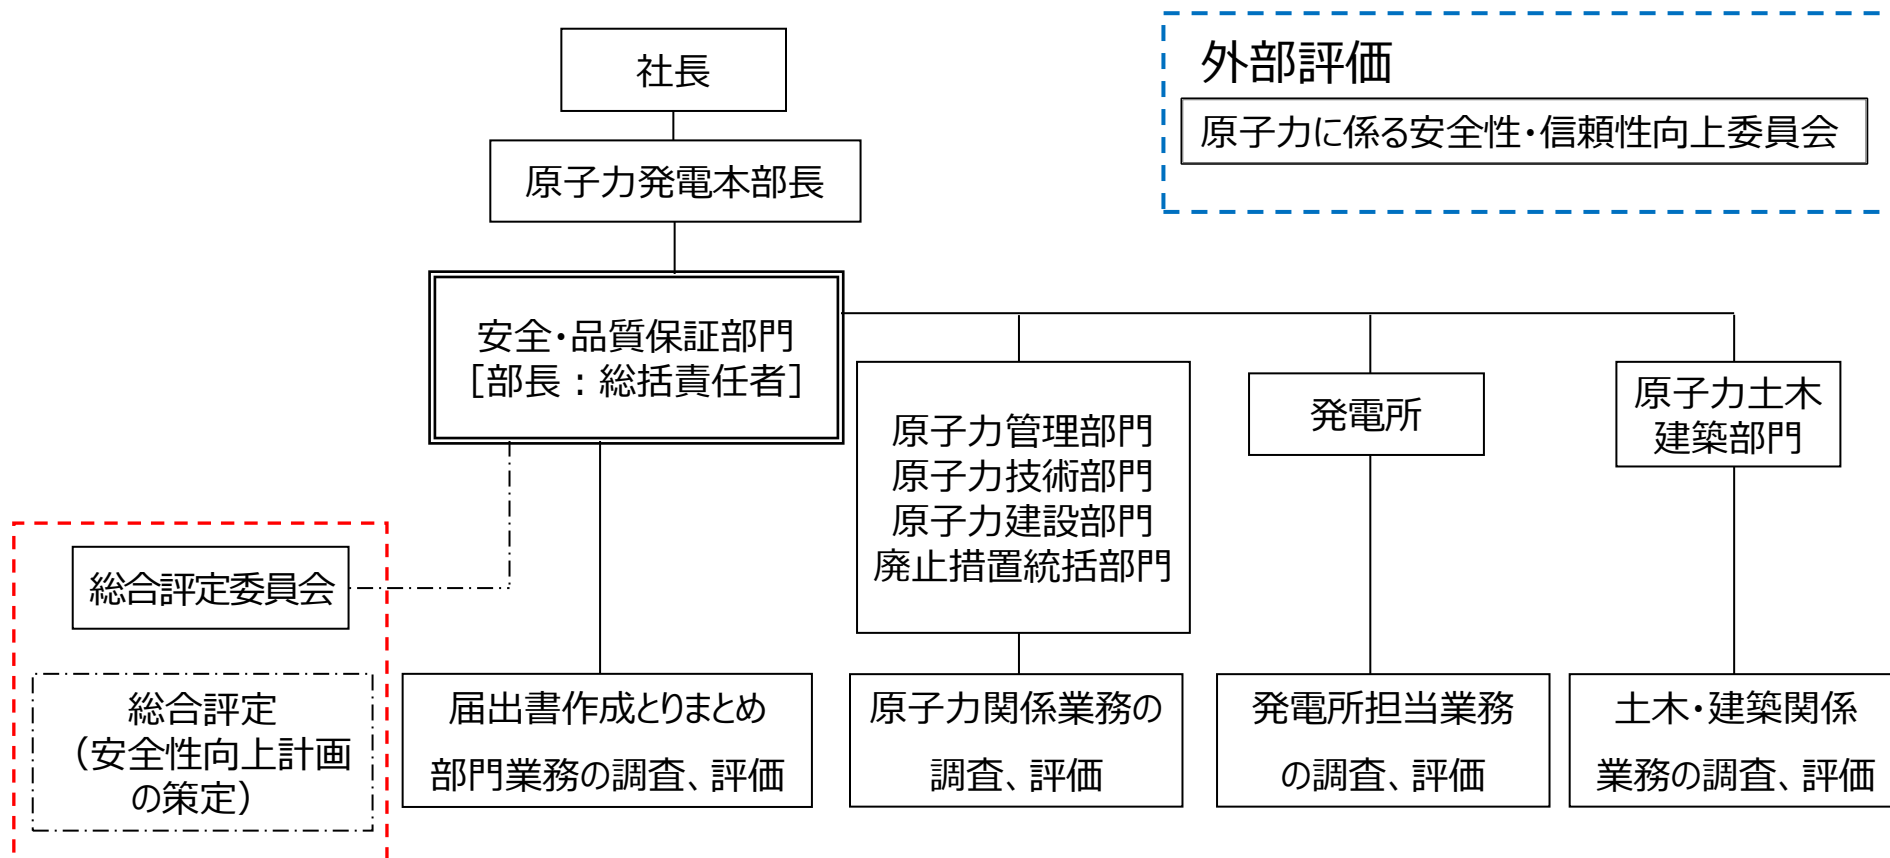 社長
外部評価
原子力に係る安全性・信頼性向上委員会
原子力発電本部長
安全・品質保証部門
［部長：総括責任者］
原子力管理部門
原子力技術部門
原子力建設部門
廃止措置統括部門
発電所
原子力土木
建築部門
総合評定委員会
総合評定
（安全性向上計画
の策定）
届出書作成とりまとめ
部門業務の調査、評価
原子力関係業務の
調査、評価
発電所担当業務
の調査、評価
土木・建築関係
業務の調査、評価